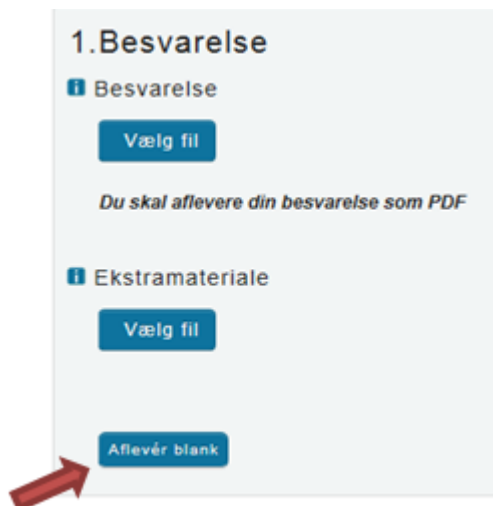 1.Besvarelse
i Besvarelse
Vælg fil
Du skal aflevere din besvarelse som PDF
i Ekstramateriale
Vælg fil
Aflevér blank